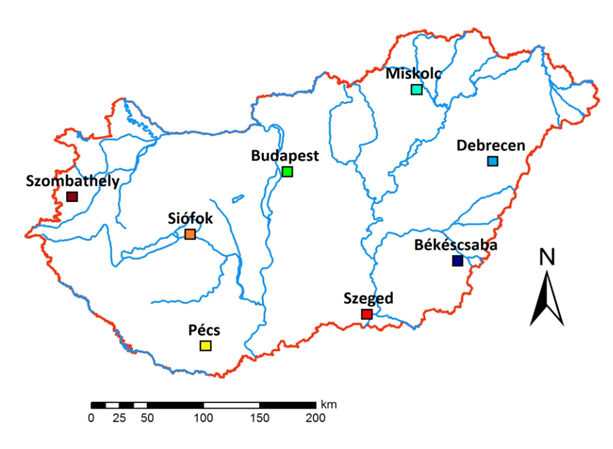 Miskolc
Debrecen
Budapest
Szombathely
Siófok
Békéscsaba
N
Szeged
Pécs
km
0 25 50 100 150 200